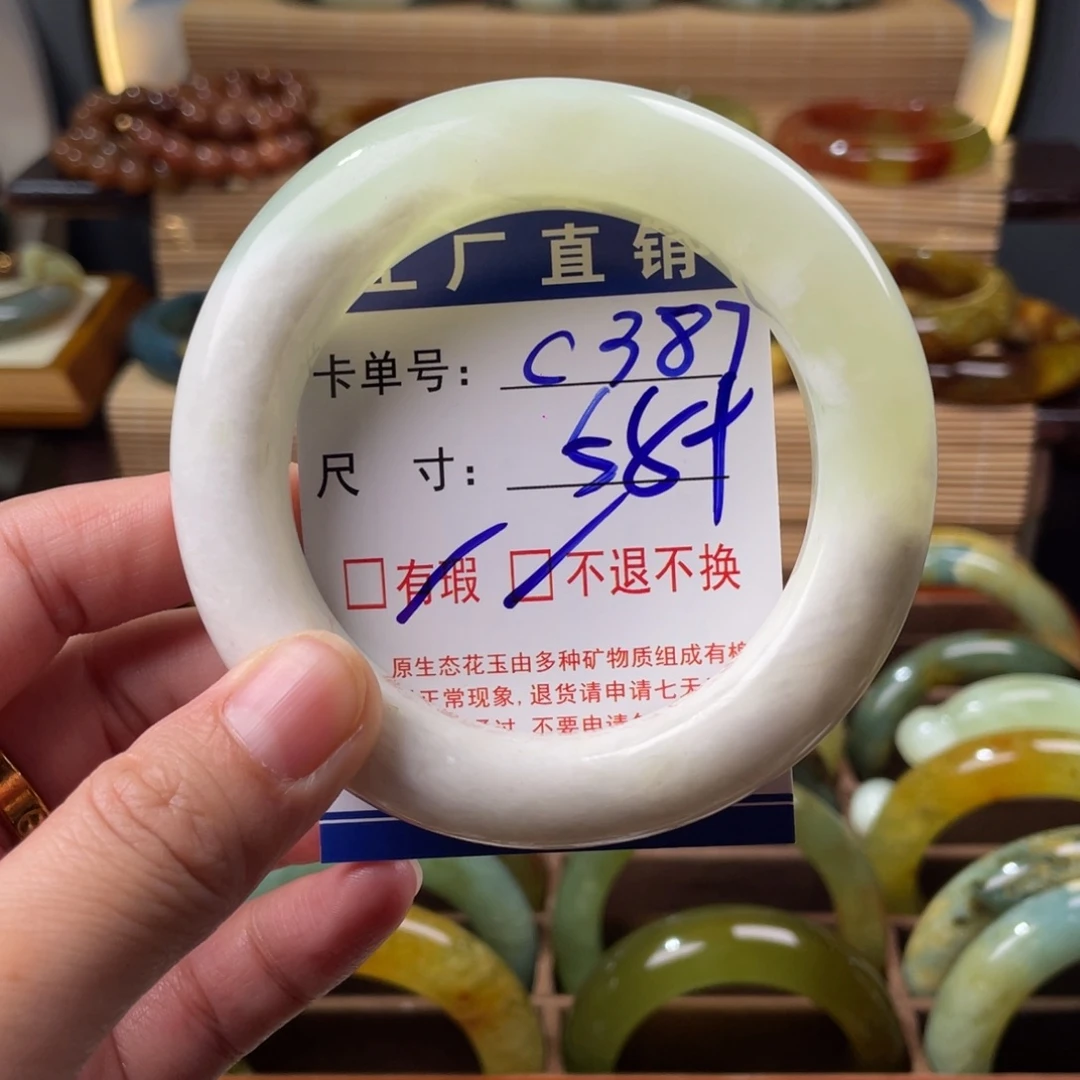 工厂直销
卡单号： C387
尺 寸： 58+
□有瑕 □不退不换
原生态花玉由多种矿物质组成有棉
正常现象，退货请申请七天
不要申请